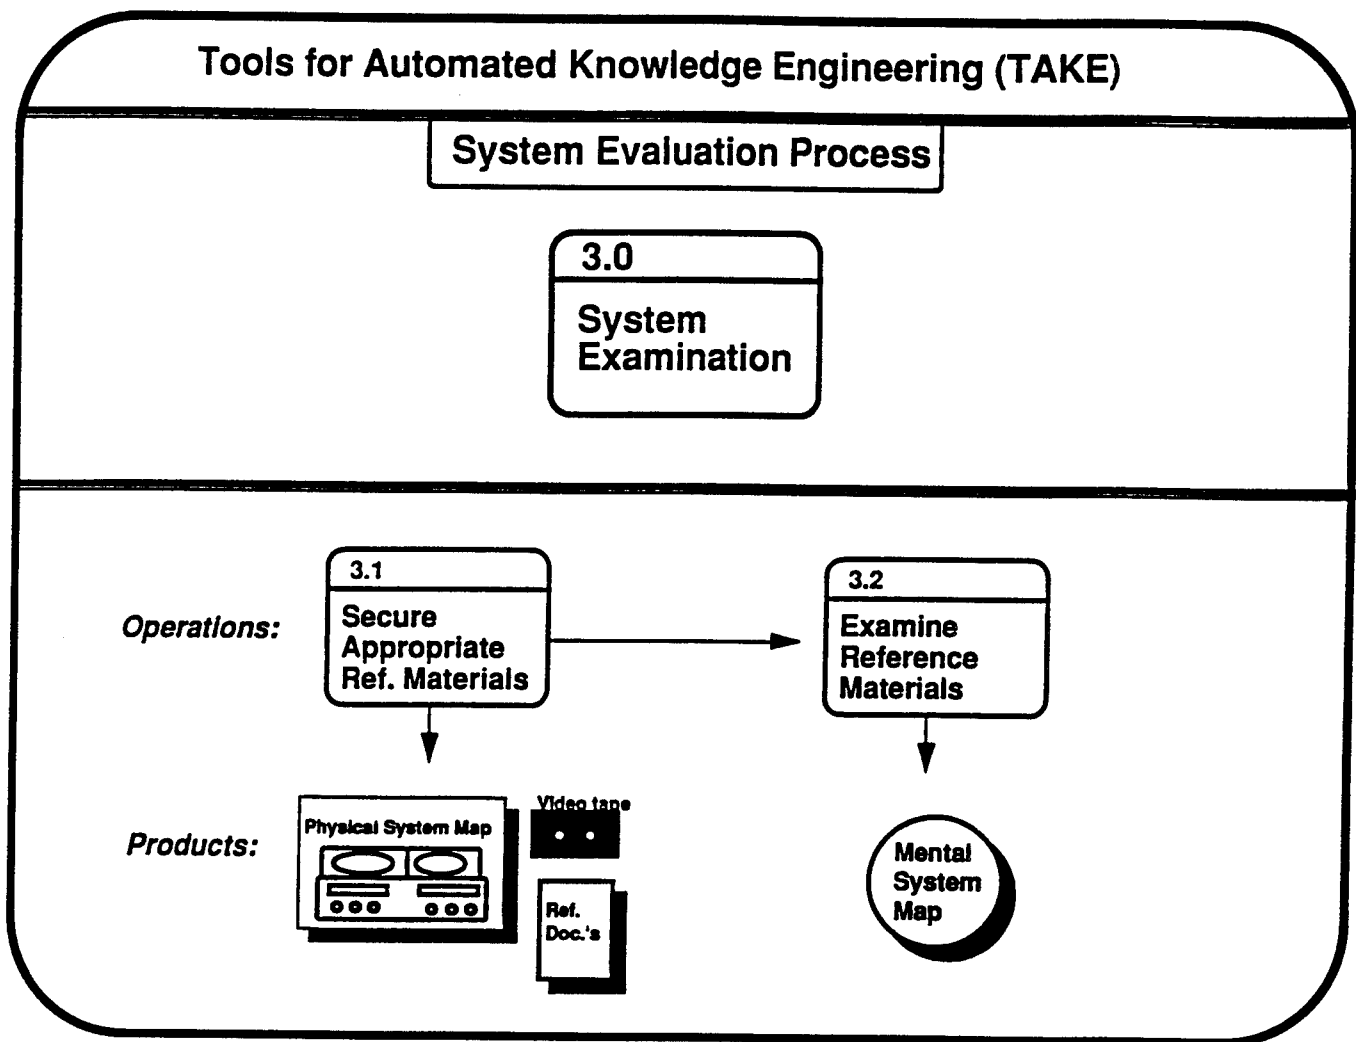 Tools for Automated Knowledge Engineering (TAKE)
System Evaluation Process
3.0
System
Examination
Operations:
3.1
Secure
Appropriate
Ref. Materials
3.2
Examine
Reference
Materials
Products:
Physical System Map
Video tape
Ref.
Doc.'s
Mental
System
Map